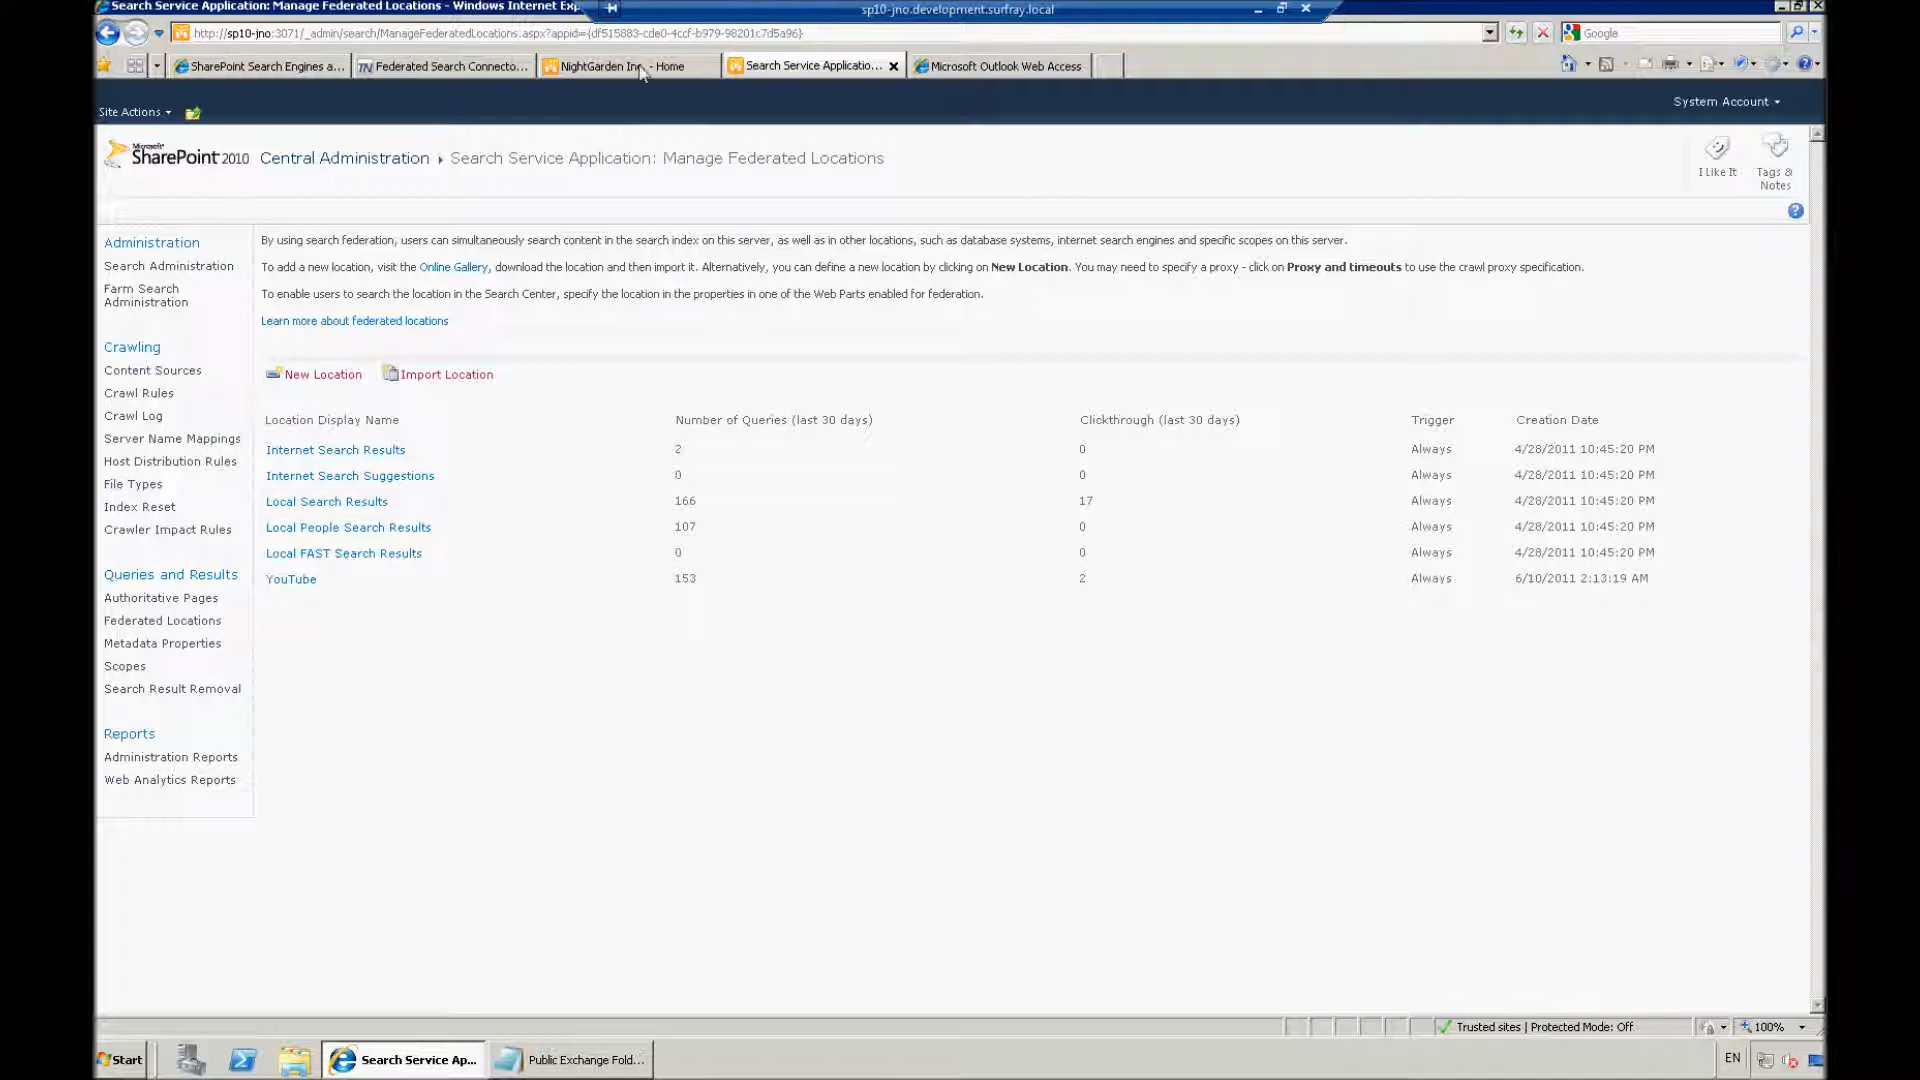 Search Service Application: Manage Federated Locations - Windows Internet Exp
sp10-jno.development.surfray.local
http://sp10-jno:3071/_admin/search/ManageFederatedLocations.aspx?appid={df515883-cde0-4ccf-b979-98201c7d5a96}
Google
SharePoint Search Engines a...
Federated Search Connecto...
NightGarden Inc. - Home
Search Service Applicatio...
Microsoft Outlook Web Access
Site Actions
System Account
Microsoft
SharePoint 2010
Central Administration
Search Service Application: Manage Federated Locations
I Like It
Tags &
Notes
Administration
Search Administration
Farm Search
Administration
Crawling
Content Sources
Crawl Rules
Crawl Log
Server Name Mappings
Host Distribution Rules
File Types
Index Reset
Crawler Impact Rules
Queries and Results
Authoritative Pages
Federated Locations
Metadata Properties
Scopes
Search Result Removal
Reports
Administration Reports
Web Analytics Reports
By using search federation, users can simultaneously search content in the search index on this server, as well as in other locations, such as database systems, internet search engines and specific scopes on this server.
To add a new location, visit the Online Gallery, download the location and then import it. Alternatively, you can define a new location by clicking on New Location. You may need to specify a proxy - click on Proxy and timeouts to use the crawl proxy specification.
To enable users to search the location in the Search Center, specify the location in the properties in one of the Web Parts enabled for federation.
Learn more about federated locations
New Location Import Location
Location Display Name Number of Queries (last 30 days) Clickthrough (last 30 days) Trigger Creation Date
Internet Search Results 2 0 Always 4/28/2011 10:45:20 PM
Internet Search Suggestions 0 0 Always 4/28/2011 10:45:20 PM
Local Search Results 166 17 Always 4/28/2011 10:45:20 PM
Local People Search Results 107 0 Always 4/28/2011 10:45:20 PM
Local FAST Search Results 0 0 Always 4/28/2011 10:45:20 PM
YouTube 153 2 Always 6/10/2011 2:13:19 AM
Trusted sites | Protected Mode: Off
100%
Start
Search Service Ap...
Public Exchange Fold...
EN